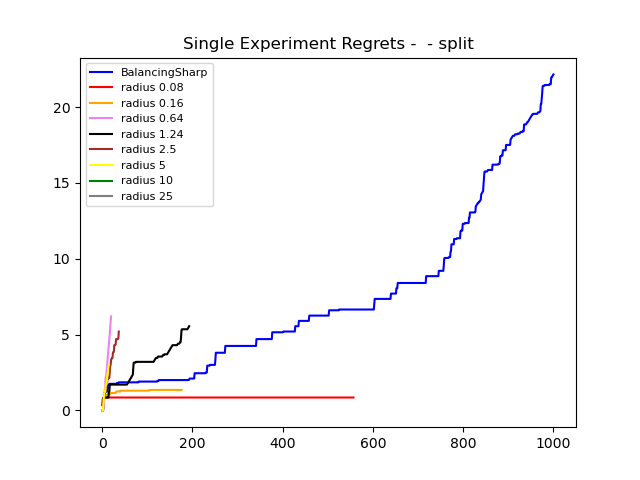 Single Experiment Regrets -  - split
BalancingSharp
radius 0.08
radius 0.16
radius 0.64
radius 1.24
radius 2.5
radius 5
radius 10
radius 25
20
15
10
5
0
0 200 400 600 800 1000